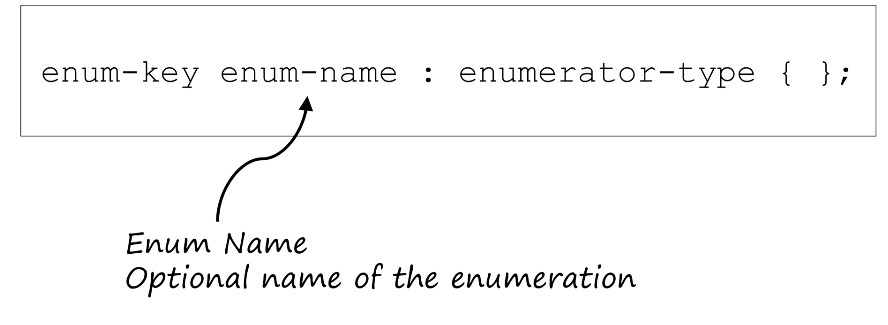 enum-key enum-name : enumerator-type { };
Enum Name
Optional name of the enumeration